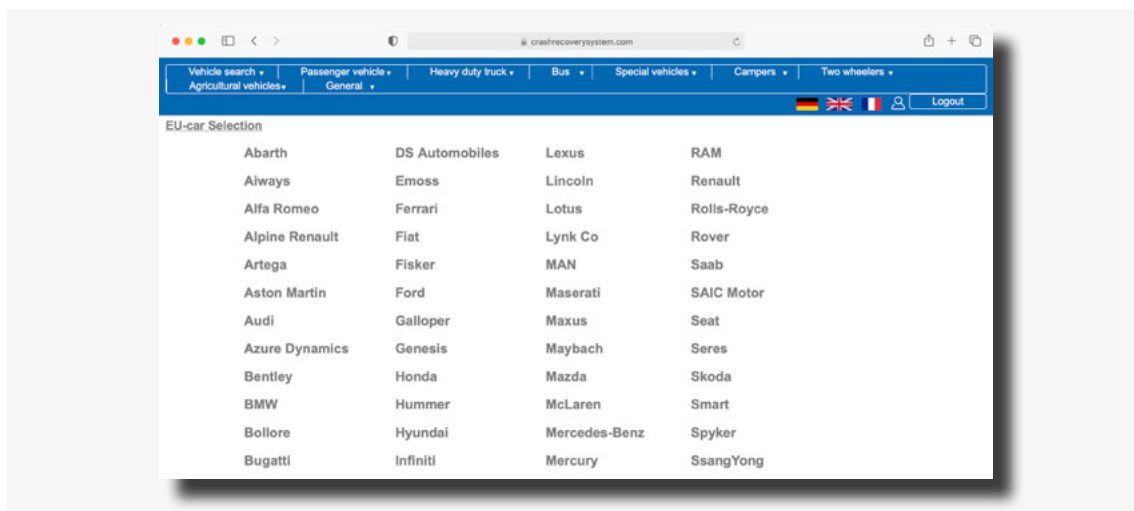 crashrecoverysystem.com
Vehicle search Passenger vehicle Heavy duty truck Bus Special vehicles Campers Two wheelers
Agricultural vehicles General
Logout
EU-car Selection
Abarth DS Automobiles Lexus RAM
Aiways Emoss Lincoln Renault
Alfa Romeo Ferrari Lotus Rolls-Royce
Alpine Renault Fiat Lynk Co Rover
Artega Fisker MAN Saab
Aston Martin Ford Maserati SAIC Motor
Audi Galloper Maxus Seat
Azure Dynamics Genesis Maybach Seres
Bentley Honda Mazda Skoda
BMW Hummer McLaren Smart
Bollore Hyundai Mercedes-Benz Spyker
Bugatti Infiniti Mercury SsangYong